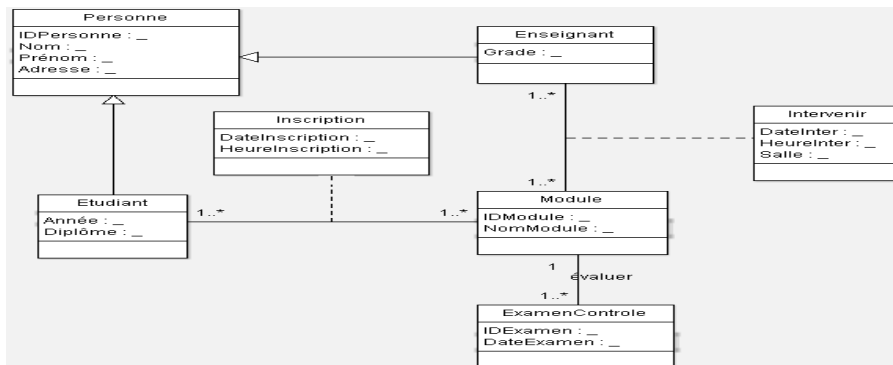 Personne
IDPersonne : _
Nom : _
Prénom : _
Adresse : _
Enseignant
Grade : _
1..*
Inscription
DateInscription : _
HeureInscription : _
Intervenir
DateInter : _
HeureInter : _
Salle : _
Etudiant
Année : _
Diplôme : _
1..*
1..*
1..*
Module
IDModule : _
NomModule : _
1
évaluer
1..*
ExamenControle
IDExamen : _
DateExamen : _